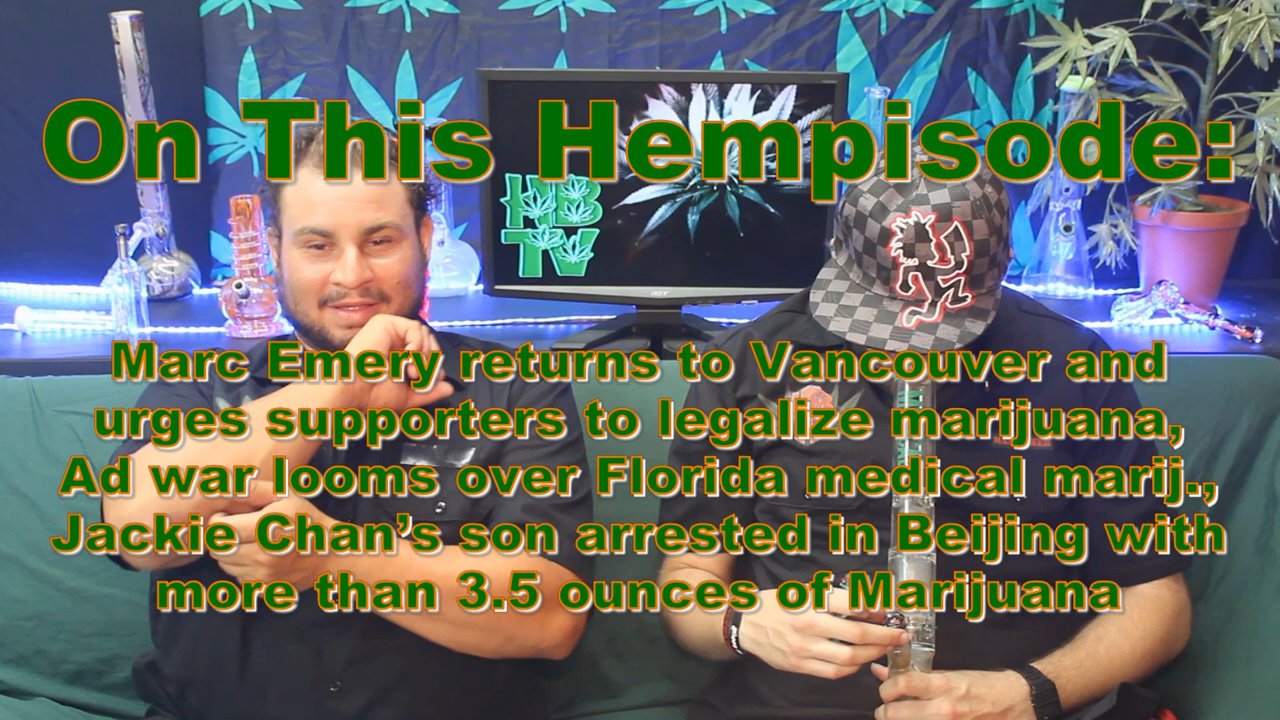 On This Hempisode:
HB
TV
acer
Marc Emery returns to Vancouver and
urges supporters to legalize marijuana,
Ad war looms over Florida medical marij.,
Jackie Chan’s son arrested in Beijing with
more than 3.5 ounces of Marijuana